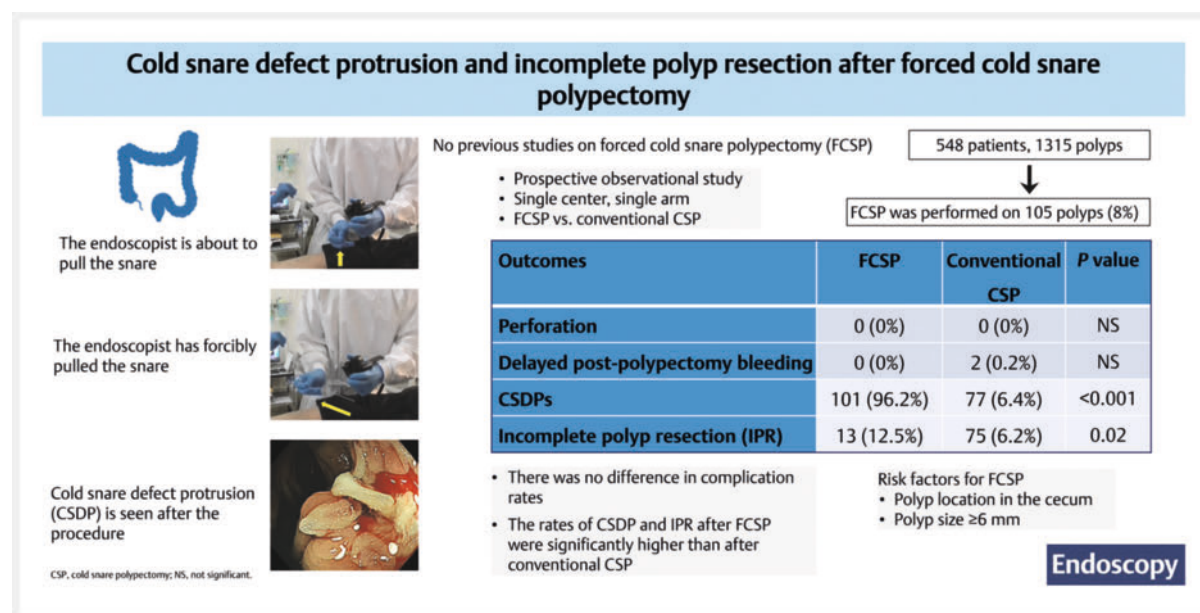 Cold snare defect protrusion and incomplete polyp resection after forced cold snare
polypectomy
The endoscopist is about to
pull the snare
The endoscopist has forcibly
pulled the snare
Cold snare defect protrusion
(CSDP) is seen after the
procedure
CSP, cold snare polypectomy; NS, not significant.
No previous studies on forced cold snare polypectomy (FCSP)
• Prospective observational study
• Single center, single arm
• FCSP vs. conventional CSP
548 patients, 1315 polyps
FCSP was performed on 105 polyps (8%)
Outcomes FCSP Conventional P value
CSP
Perforation 0 (0%) 0 (0%) NS
Delayed post-polypectomy bleeding 0 (0%) 2 (0.2%) NS
CSDPs 101 (96.2%) 77 (6.4%) <0.001
Incomplete polyp resection (IPR) 13 (12.5%) 75 (6.2%) 0.02
• There was no difference in complication
rates
• The rates of CSDP and IPR after FCSP
were significantly higher than after
conventional CSP
Risk factors for FCSP
• Polyp location in the cecum
• Polyp size ≥6 mm
Endoscopy